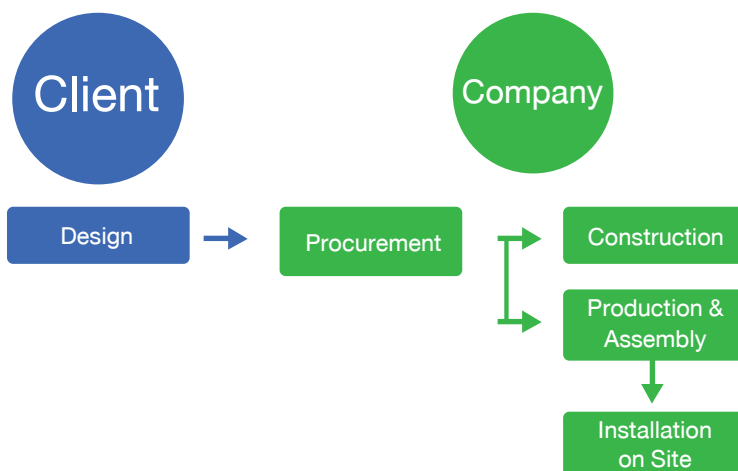 Client
Company
Design
Procurement
Construction
Production &
Assembly
Installation
on Site